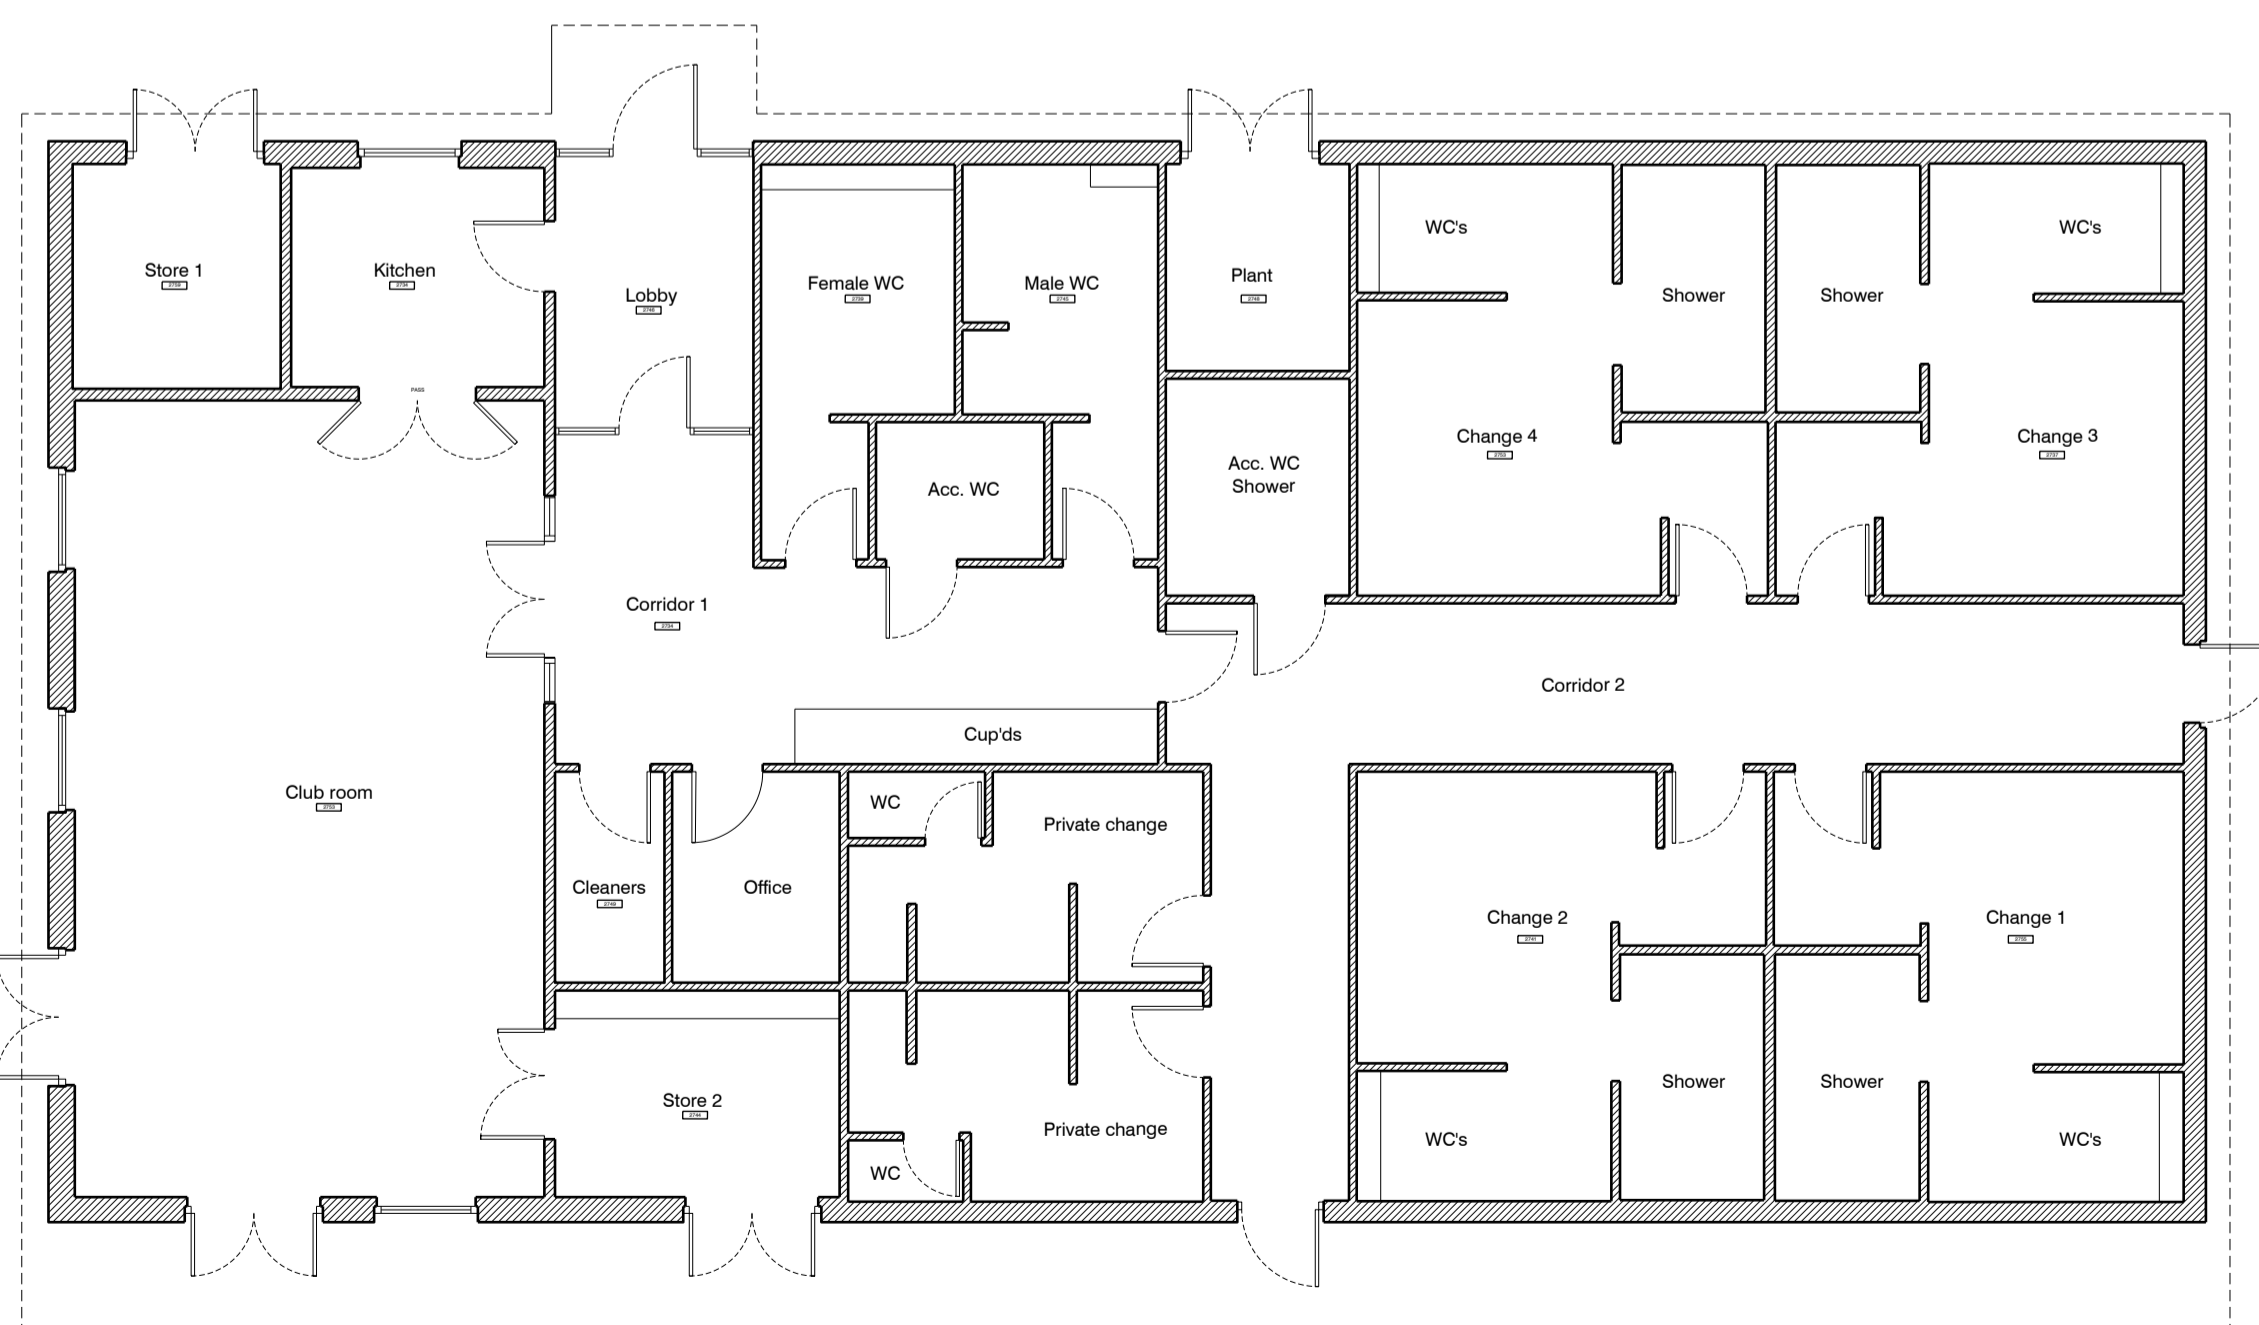 Store 1
Kitchen
PASS
Lobby
Female WC
Male WC
Plant
WC's
Shower
Shower
WC's
Change 4
Change 3
Acc. WC
Acc. WC
Shower
Corridor 1
Corridor 2
Cup'ds
Club room
WC
Private change
Cleaners
Office
Change 2
Change 1
Store 2
Private change
WC
WC's
Shower
Shower
WC's